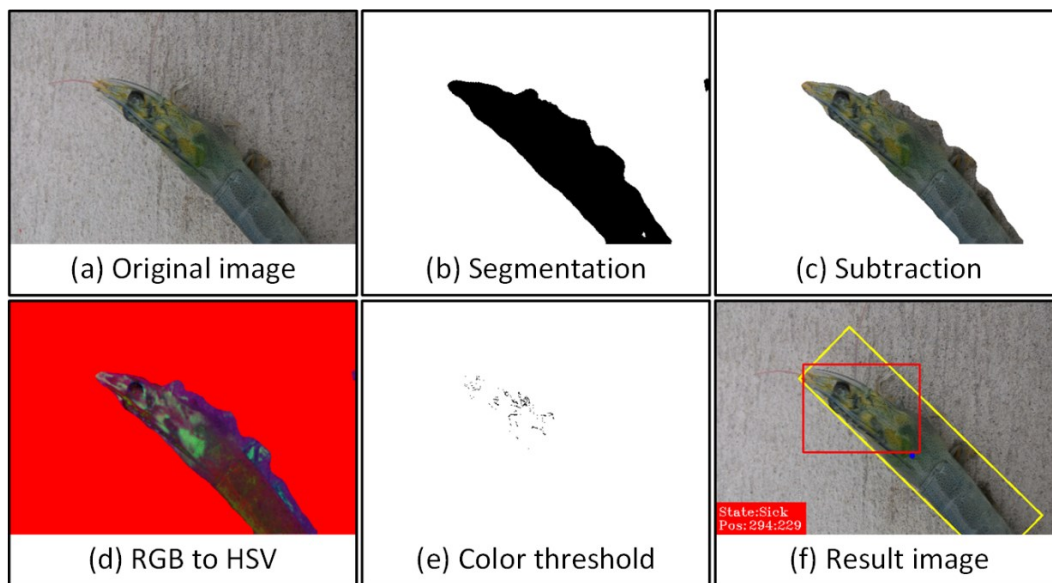 (a) Original image
(b) Segmentation
(c) Subtraction
(d) RGB to HSV
(e) Color threshold
State:Sick
Pos:294:229
(f) Result image